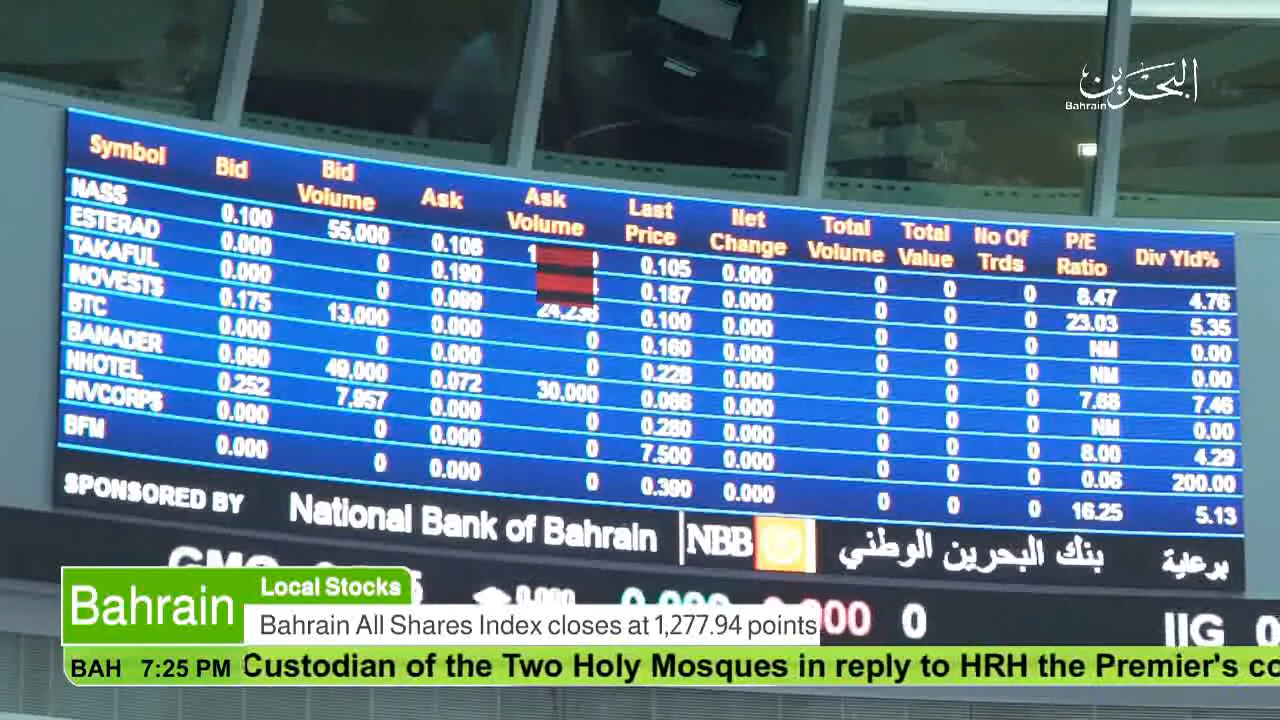 البحرين
Bahrain
Symbol Bid Bid Volume Ask Ask Volume Last Price Net Change Total Volume Total Value No Of Trds P/E Ratio Div Yld%
NASS 0.100 55,000 0.106 0.105 0.000 0 0 0 8.47 4.76
ESTERAD 0.000 0 0.190 0.187 0.000 0 0 0 23.03 5.35
TAKAFUL 0.000 0 0.099 24,236 0.100 0.000 0 0 0 NM 0.00
INOVEST$ 0.175 13,000 0.000 0 0.160 0.000 0 0 0 NM 0.00
BTC 0.000 0 0.000 0 0.226 0.000 0 0 0 7.68 7.46
BANADER 0.060 49,000 0.072 30,000 0.066 0.000 0 0 0 NM 0.00
NHOTEL 0.252 7,957 0.000 0 0.280 0.000 0 0 0 8.00 4.29
INVCORP$ 0.000 0 0.000 0 7.500 0.000 0 0 0 0.06 200.00
BFM 0.000 0 0.000 0 0.390 0.000 0 0 0 16.25 5.13
SPONSORED BY National Bank of Bahrain NBB بنك البحرين الوطني برعاية
0 IIG
Bahrain
Local Stocks
Bahrain All Shares Index closes at 1,277.94 points
BAH 7:25 PM Custodian of the Two Holy Mosques in reply to HRH the Premier's co